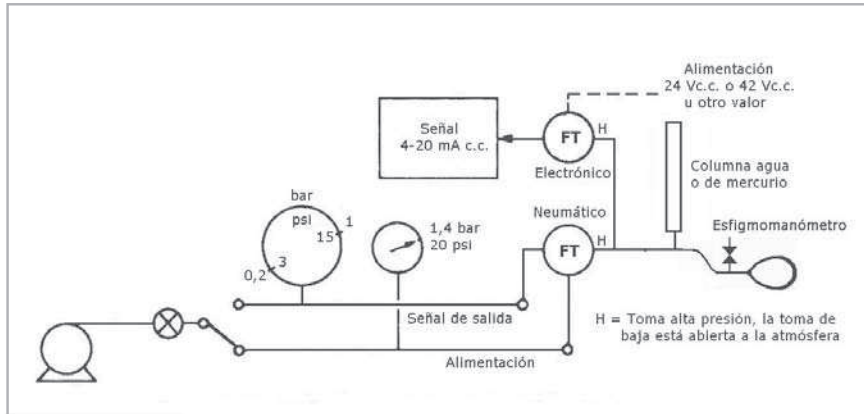 Alimentación
24 Vc.c. o 42 Vc.c.
u otro valor
Señal
4-20 mA c.c.
H
FT
Electrónico
Columna agua
o de mercurio
bar
psi
15
1
3
0,2
1,4 bar
20 psi
Neumático
FT
H
Esfigmomanómetro
Señal de salida
H = Toma alta presión, la toma de
baja está abierta a la atmósfera
Alimentación